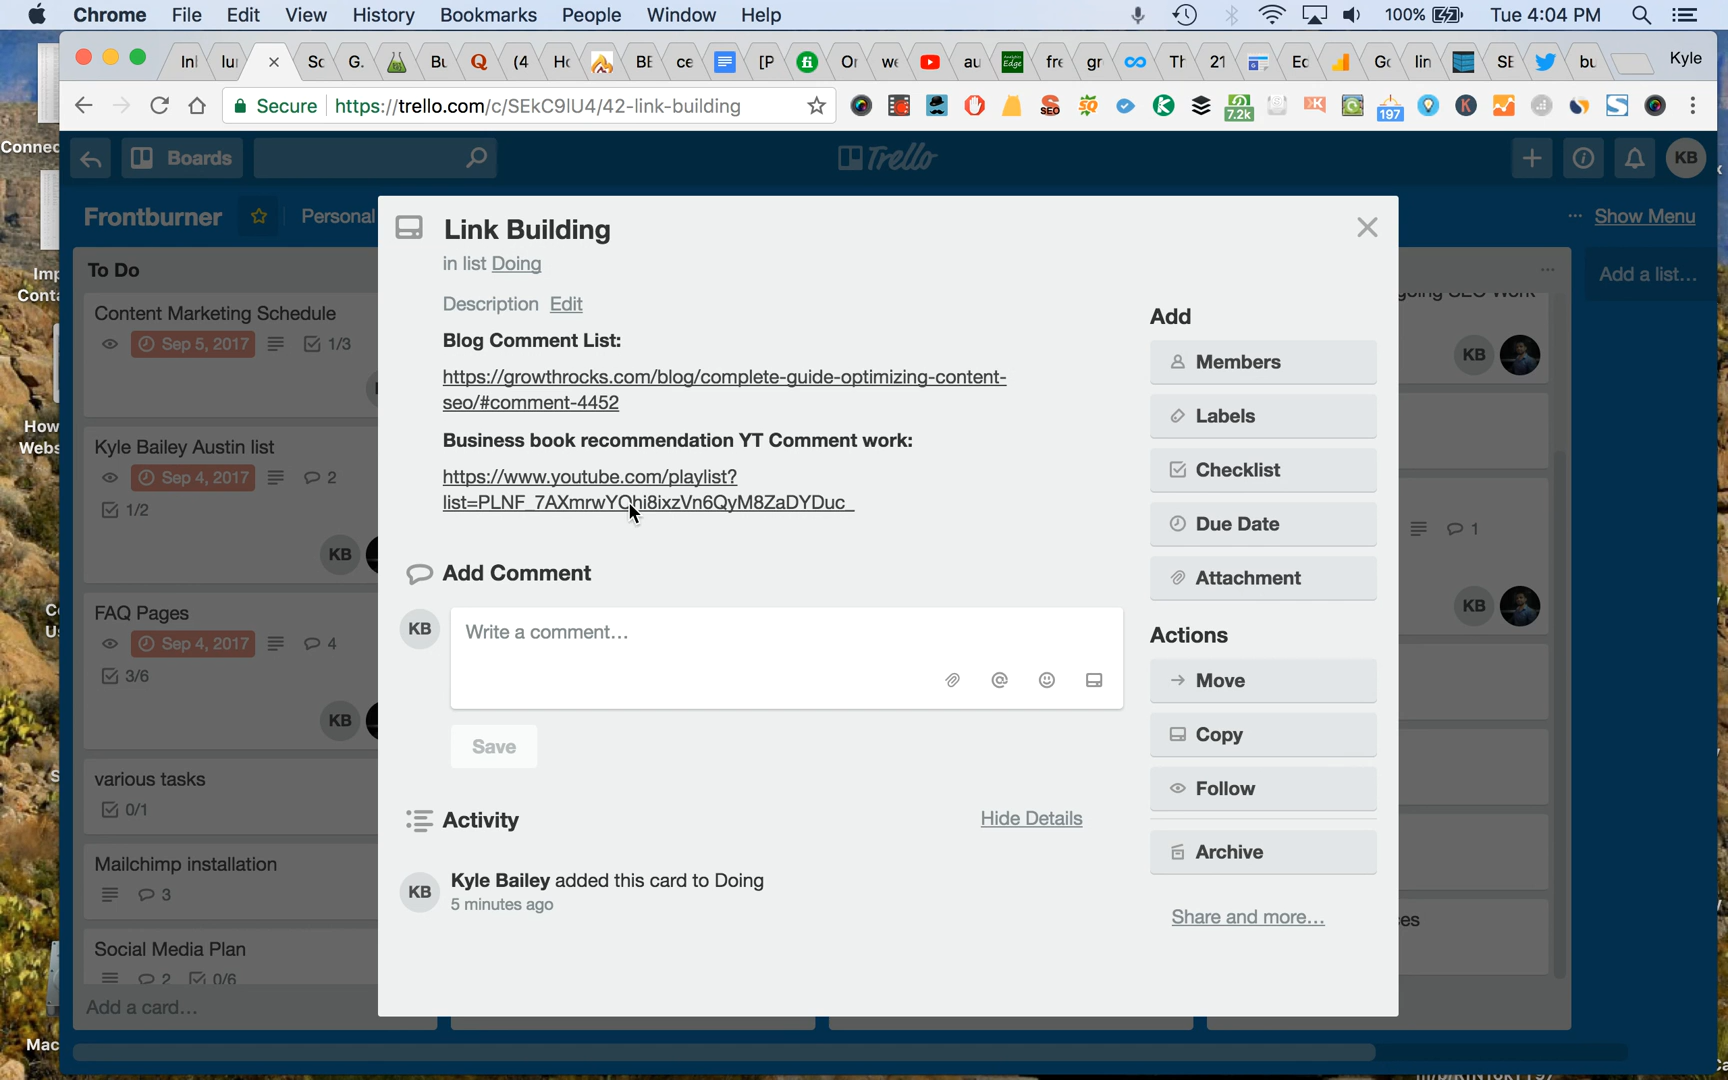 Chrome File Edit View History Bookmarks People Window Help 100% Tue 4:04 PM
Kyle
Secure https://trello.com/c/SEkC9IU4/42-link-building
7.2k
197
Boards
Trello
KB
Frontburner
Personal
Show Menu
To Do
Content Marketing Schedule
Sep 5, 2017 1/3
Kyle Bailey Austin list
Sep 4, 2017 2
1/2
KB
FAQ Pages
Sep 4, 2017 4
3/6
KB
various tasks
0/1
Mailchimp installation
3
Social Media Plan
2 0/6
Add a card...
Link Building
in list Doing
Description Edit
Blog Comment List:
https://growthrocks.com/blog/complete-guide-optimizing-content-
seo/#comment-4452
Business book recommendation YT Comment work:
https://www.youtube.com/playlist?
Add Comment
KB
Write a comment...
Save
Activity
Hide Details
KB
Kyle Bailey added this card to Doing
5 minutes ago
Add
Members
Labels
Checklist
Due Date
Attachment
Actions
Move
Copy
Follow
Archive
Share and more...
Add a list...
KB
1
KB